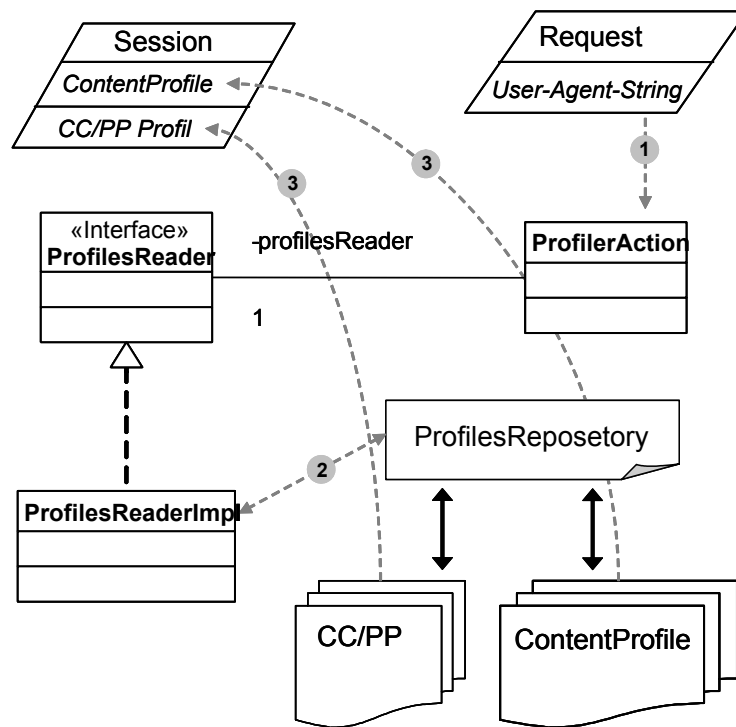 Session
ContentProfile
CC/PP Profil
Request
User-Agent-String
1
3
3
«Interface»
ProfilesReader
-profilesReader
1
ProfilerAction
ProfilesReposetory
2
ProfilesReaderImpl
CC/PP
ContentProfile